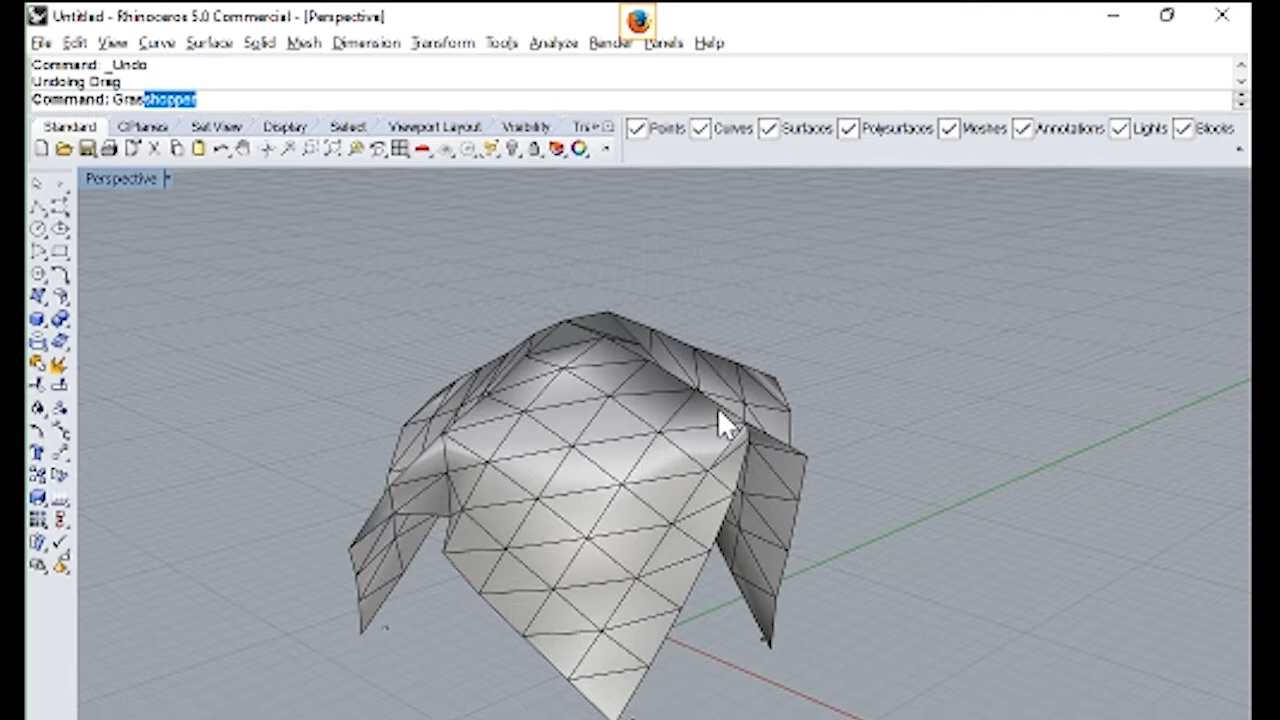 Untitled - Rhinoceros 5.0 Commercial - [Perspective]
File Edit View Curve Surface Solid Mesh Dimension Transform Tools Analyze Render Panels Help
Command: _Undo
Undoing Drag
Command: Grasshopper
Standard CPlanes Set View Display Select Viewport Layout Visibility Tra
Points Curves Surfaces Polysurfaces Meshes Annotations Lights Blocks
Perspective